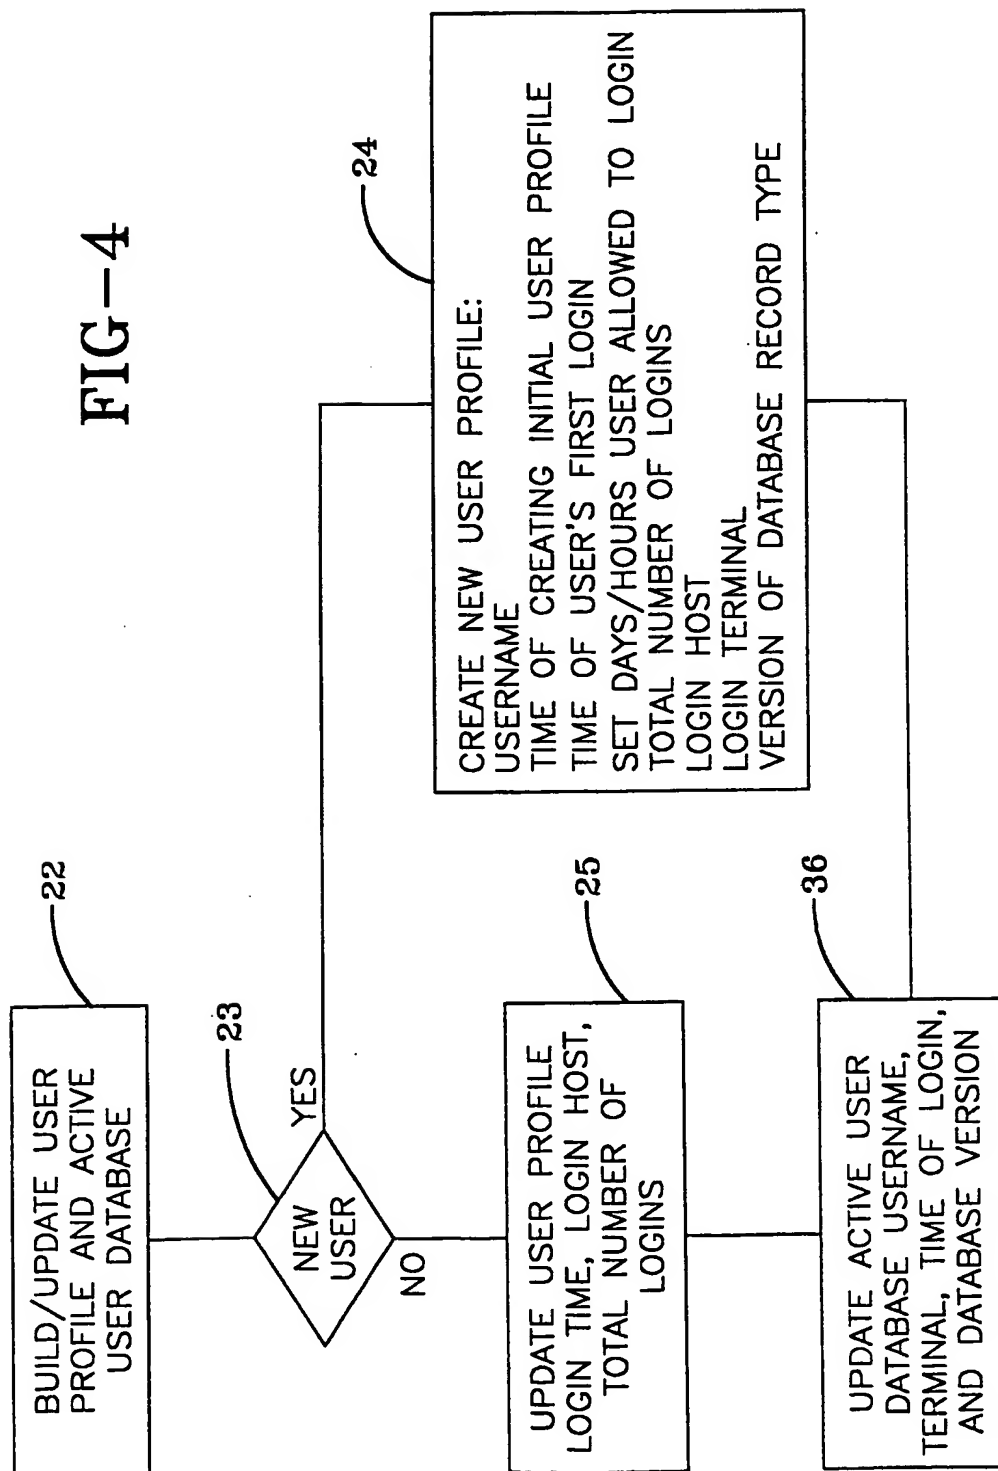 FIG-4
22
BUILD/UPDATE USER
PROFILE AND ACTIVE
USER DATABASE
23
NEW
USER
YES
NO
24
CREATE NEW USER PROFILE:
USERNAME
TIME OF CREATING INITIAL USER PROFILE
TIME OF USER'S FIRST LOGIN
SET DAYS/HOURS USER ALLOWED TO LOGIN
TOTAL NUMBER OF LOGINS
LOGIN HOST
LOGIN TERMINAL
VERSION OF DATABASE RECORD TYPE
25
UPDATE USER PROFILE
LOGIN TIME, LOGIN HOST,
TOTAL NUMBER OF
LOGINS
36
UPDATE ACTIVE USER
DATABASE USERNAME,
TERMINAL, TIME OF LOGIN,
AND DATABASE VERSION